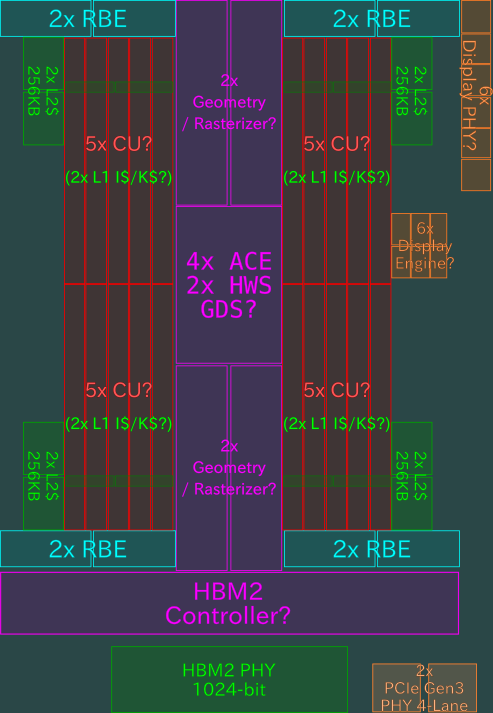 2x RBE
2x RBE
2x L2$
256KB
2x L2$
256KB
6x
Display PHY?
2x
Geometry
/ Rasterizer?
5x CU?
(2x L1 I$/K$?)
5x CU?
(2x L1 I$/K$?)
4x ACE
2x HWS
GDS?
6x
Display
Engine?
5x CU?
(2x L1 I$/K$?)
5x CU?
(2x L1 I$/K$?)
2x
Geometry
/ Rasterizer?
2x L2$
256KB
2x L2$
256KB
2x RBE
2x RBE
HBM2
Controller?
HBM2 PHY
1024-bit
2x
PCIe Gen3
PHY 4-Lane